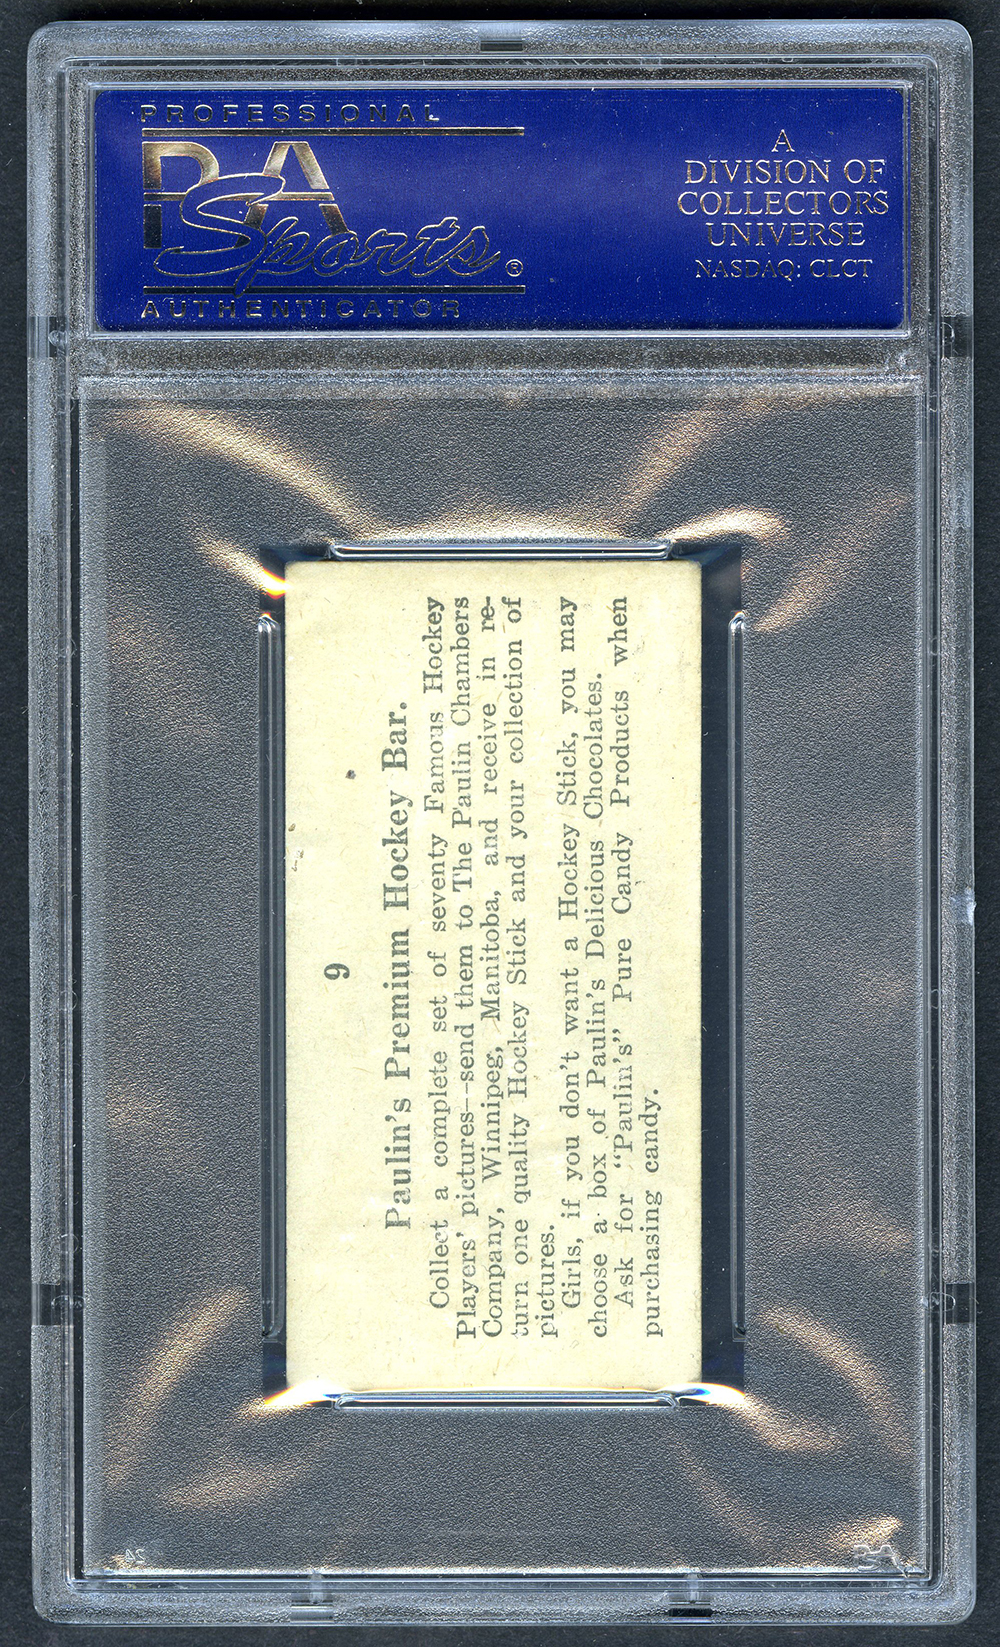 PROFESSIONAL
PSA
Sports®
AUTHENTICATOR
A
DIVISION OF
COLLECTORS
UNIVERSE
NASDAQ: CLCT
9
Paulin's Premium Hockey Bar.
Collect a complete set of seventy Famous Hockey
Players' pictures--send them to The Paulin Chambers
Company, Winnipeg, Manitoba, and receive in re-
turn one quality Hockey Stick and your collection of
pictures.
Girls, if you don't want a Hockey Stick, you may
choose a box of Paulin's Delicious Chocolates.
Ask for "Paulin's" Pure Candy Products when
purchasing candy.
24
PSA